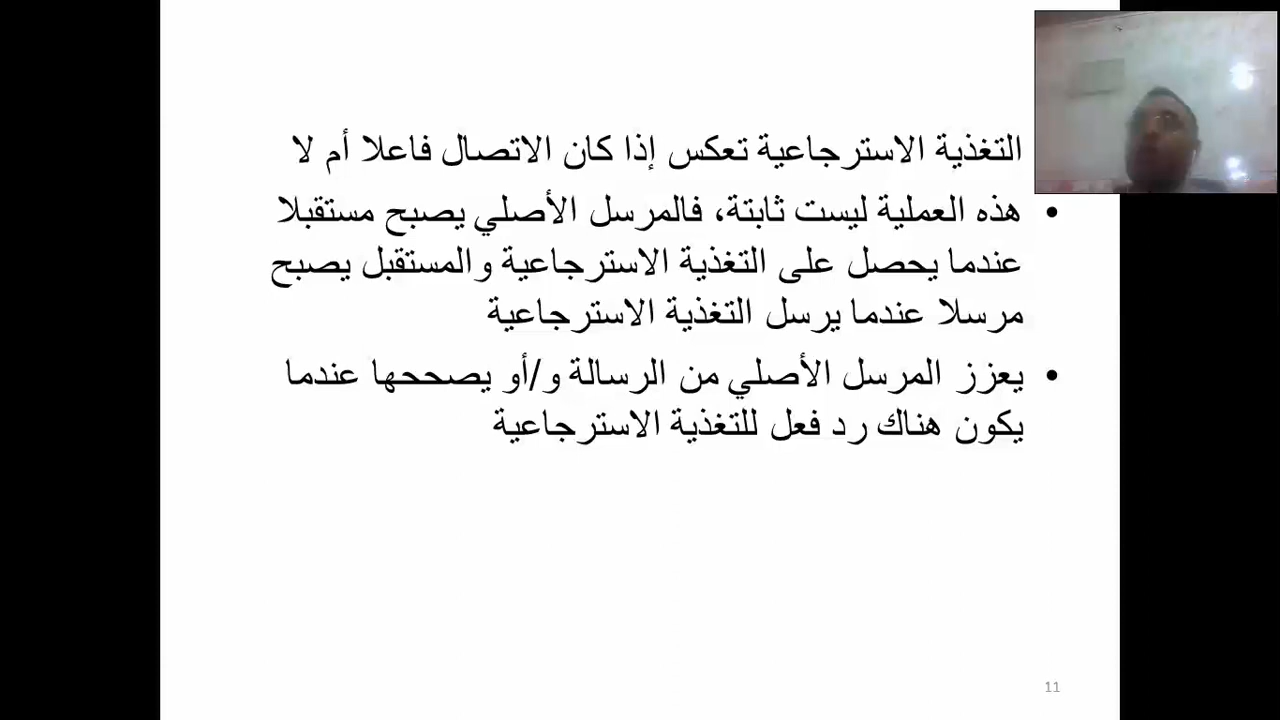 التغذية الاسترجاعية تعكس إذا كان الاتصال فاعلا أم لا
• هذه العملية ليست ثابتة، فالمرسل الأصلي يصبح مستقبلا
عندما يحصل على التغذية الاسترجاعية والمستقبل يصبح
مرسلا عندما يرسل التغذية الاسترجاعية
• يعزز المرسل الأصلي من الرسالة و/أو يصححها عندما
يكون هناك رد فعل للتغذية الاسترجاعية
11